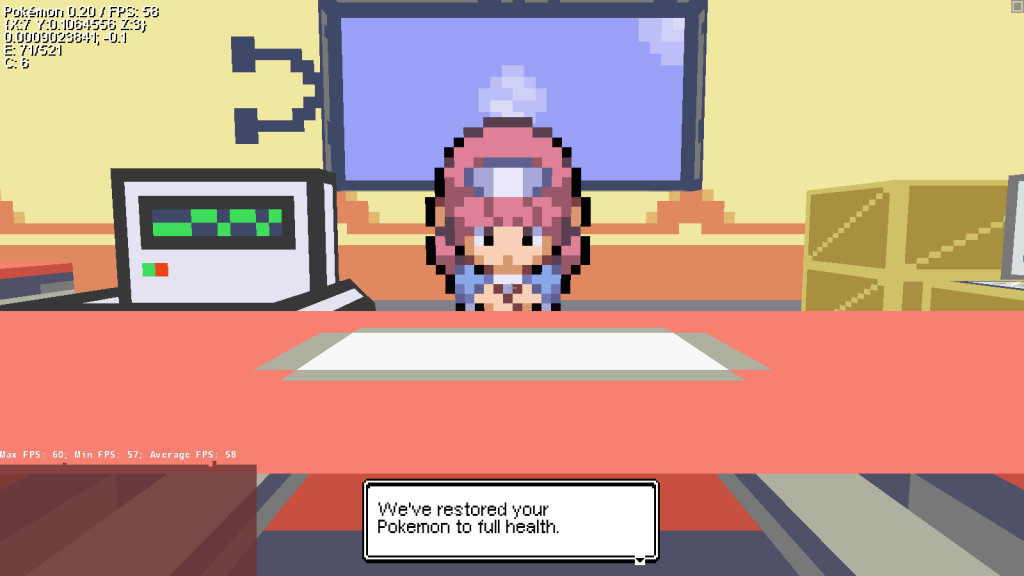 Pokémon 0.20 / FPS: 58
{X:7 Y:0.1064556 Z:3}
0.0009023841; -0.1
E: 71/521
C: 6
Max FPS: 60; Min FPS: 57; Average FPS: 58
We've restored your
Pokemon to full health.